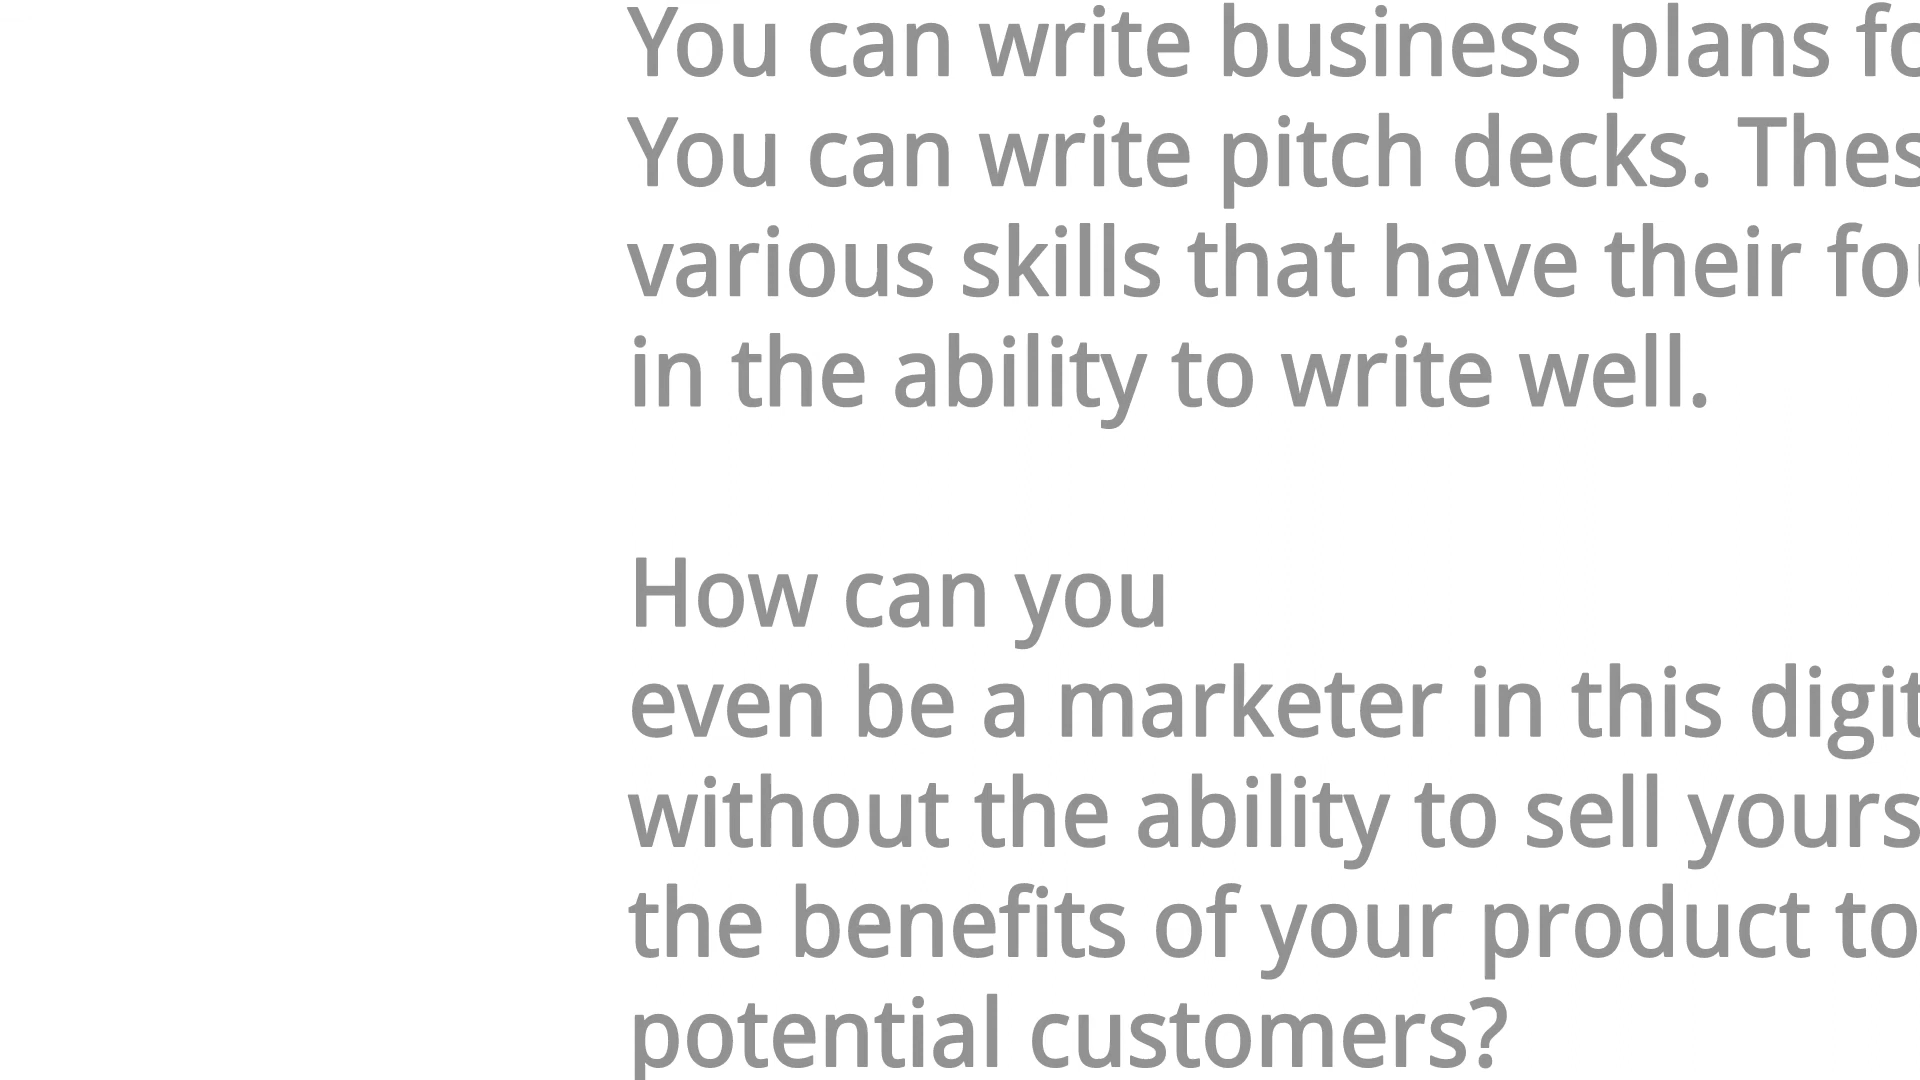 You can write business plans fo
You can write pitch decks. Thes
various skills that have their fou
in the ability to write well.
How can you
even be a marketer in this digit
without the ability to sell yours
the benefits of your product to
potential customers?